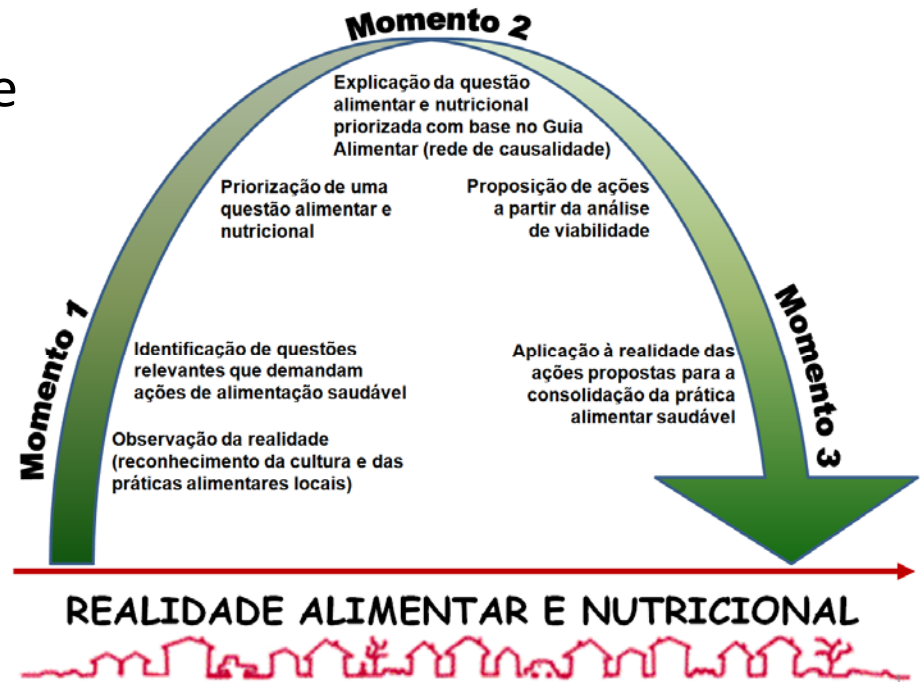 Momento 2
e
Explicação da questão
alimentar e nutricional
priorizada com base no Guia
Alimentar (rede de causalidade)
Priorização de uma
questão alimentar e
nutricional
Proposição de ações
a partir da análise
de viabilidade
Momento 1
Identificação de questões
relevantes que demandam
ações de alimentação saudável
Observação da realidade
(reconhecimento da cultura e das
práticas alimentares locais)
Momento 3
Aplicação à realidade das
ações propostas para a
consolidação da prática
alimentar saudável
REALIDADE ALIMENTAR E NUTRICIONAL